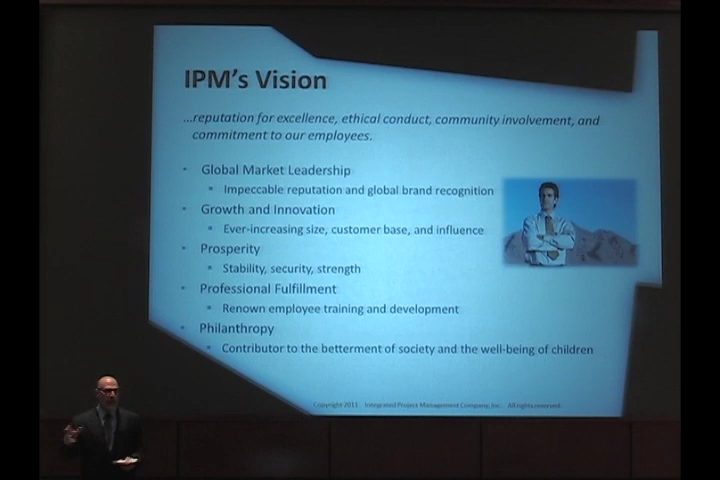 IPM's Vision
...reputation for excellence, ethical conduct, community involvement, and
commitment to our employees.
• Global Market Leadership
▪ Impeccable reputation and global brand recognition
• Growth and Innovation
▪ Ever-increasing size, customer base, and influence
• Prosperity
▪ Stability, security, strength
• Professional Fulfillment
▪ Renown employee training and development
• Philanthropy
▪ Contributor to the betterment of society and the well-being of children
Copyright 2011 Integrated Project Management Company, Inc. All rights reserved